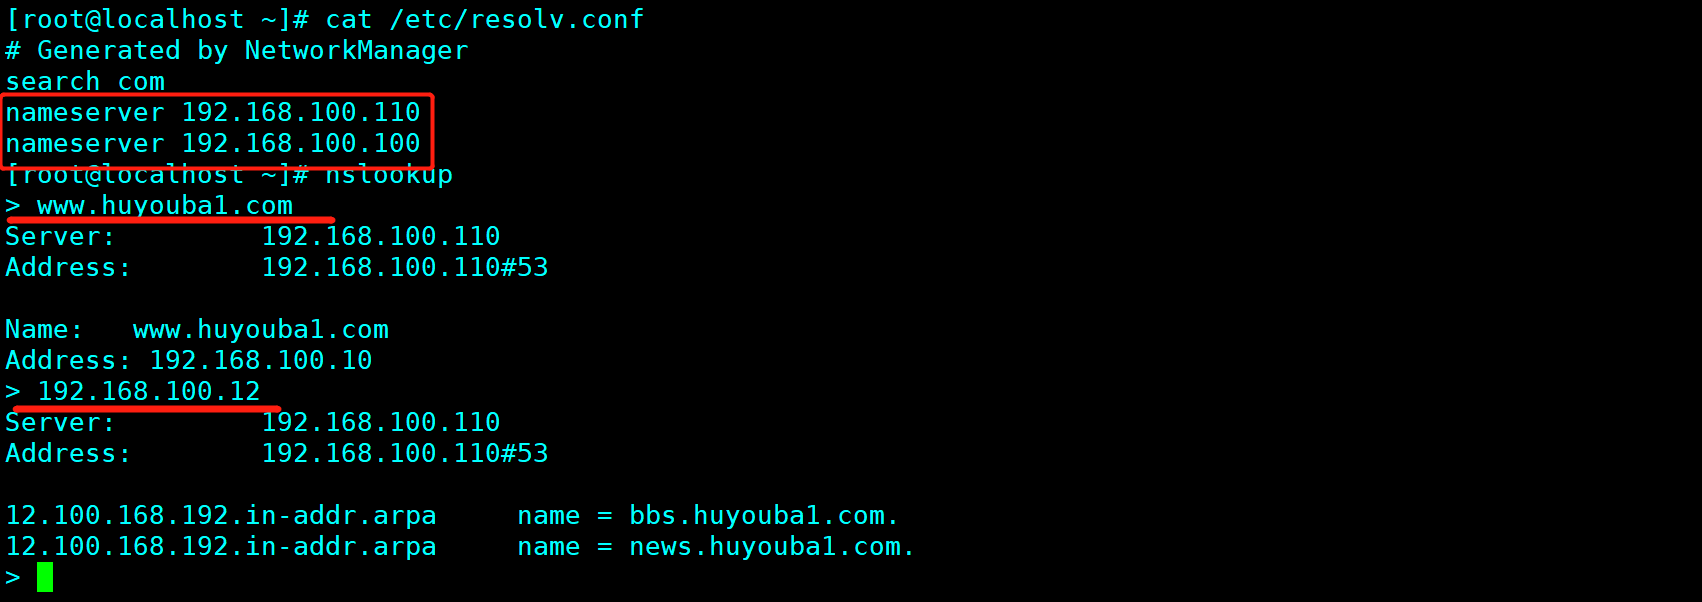 [root@localhost ~]# cat /etc/resolv.conf
# Generated by NetworkManager
search com
nameserver 192.168.100.110
nameserver 192.168.100.100
[root@localhost ~]# nslookup
> www.huyouba1.com
Server:         192.168.100.110
Address:        192.168.100.110#53
Name:   www.huyouba1.com
Address: 192.168.100.10
> 192.168.100.12
Server:         192.168.100.110
Address:        192.168.100.110#53
12.100.168.192.in-addr.arpa     name = bbs.huyouba1.com.
12.100.168.192.in-addr.arpa     name = news.huyouba1.com.
>